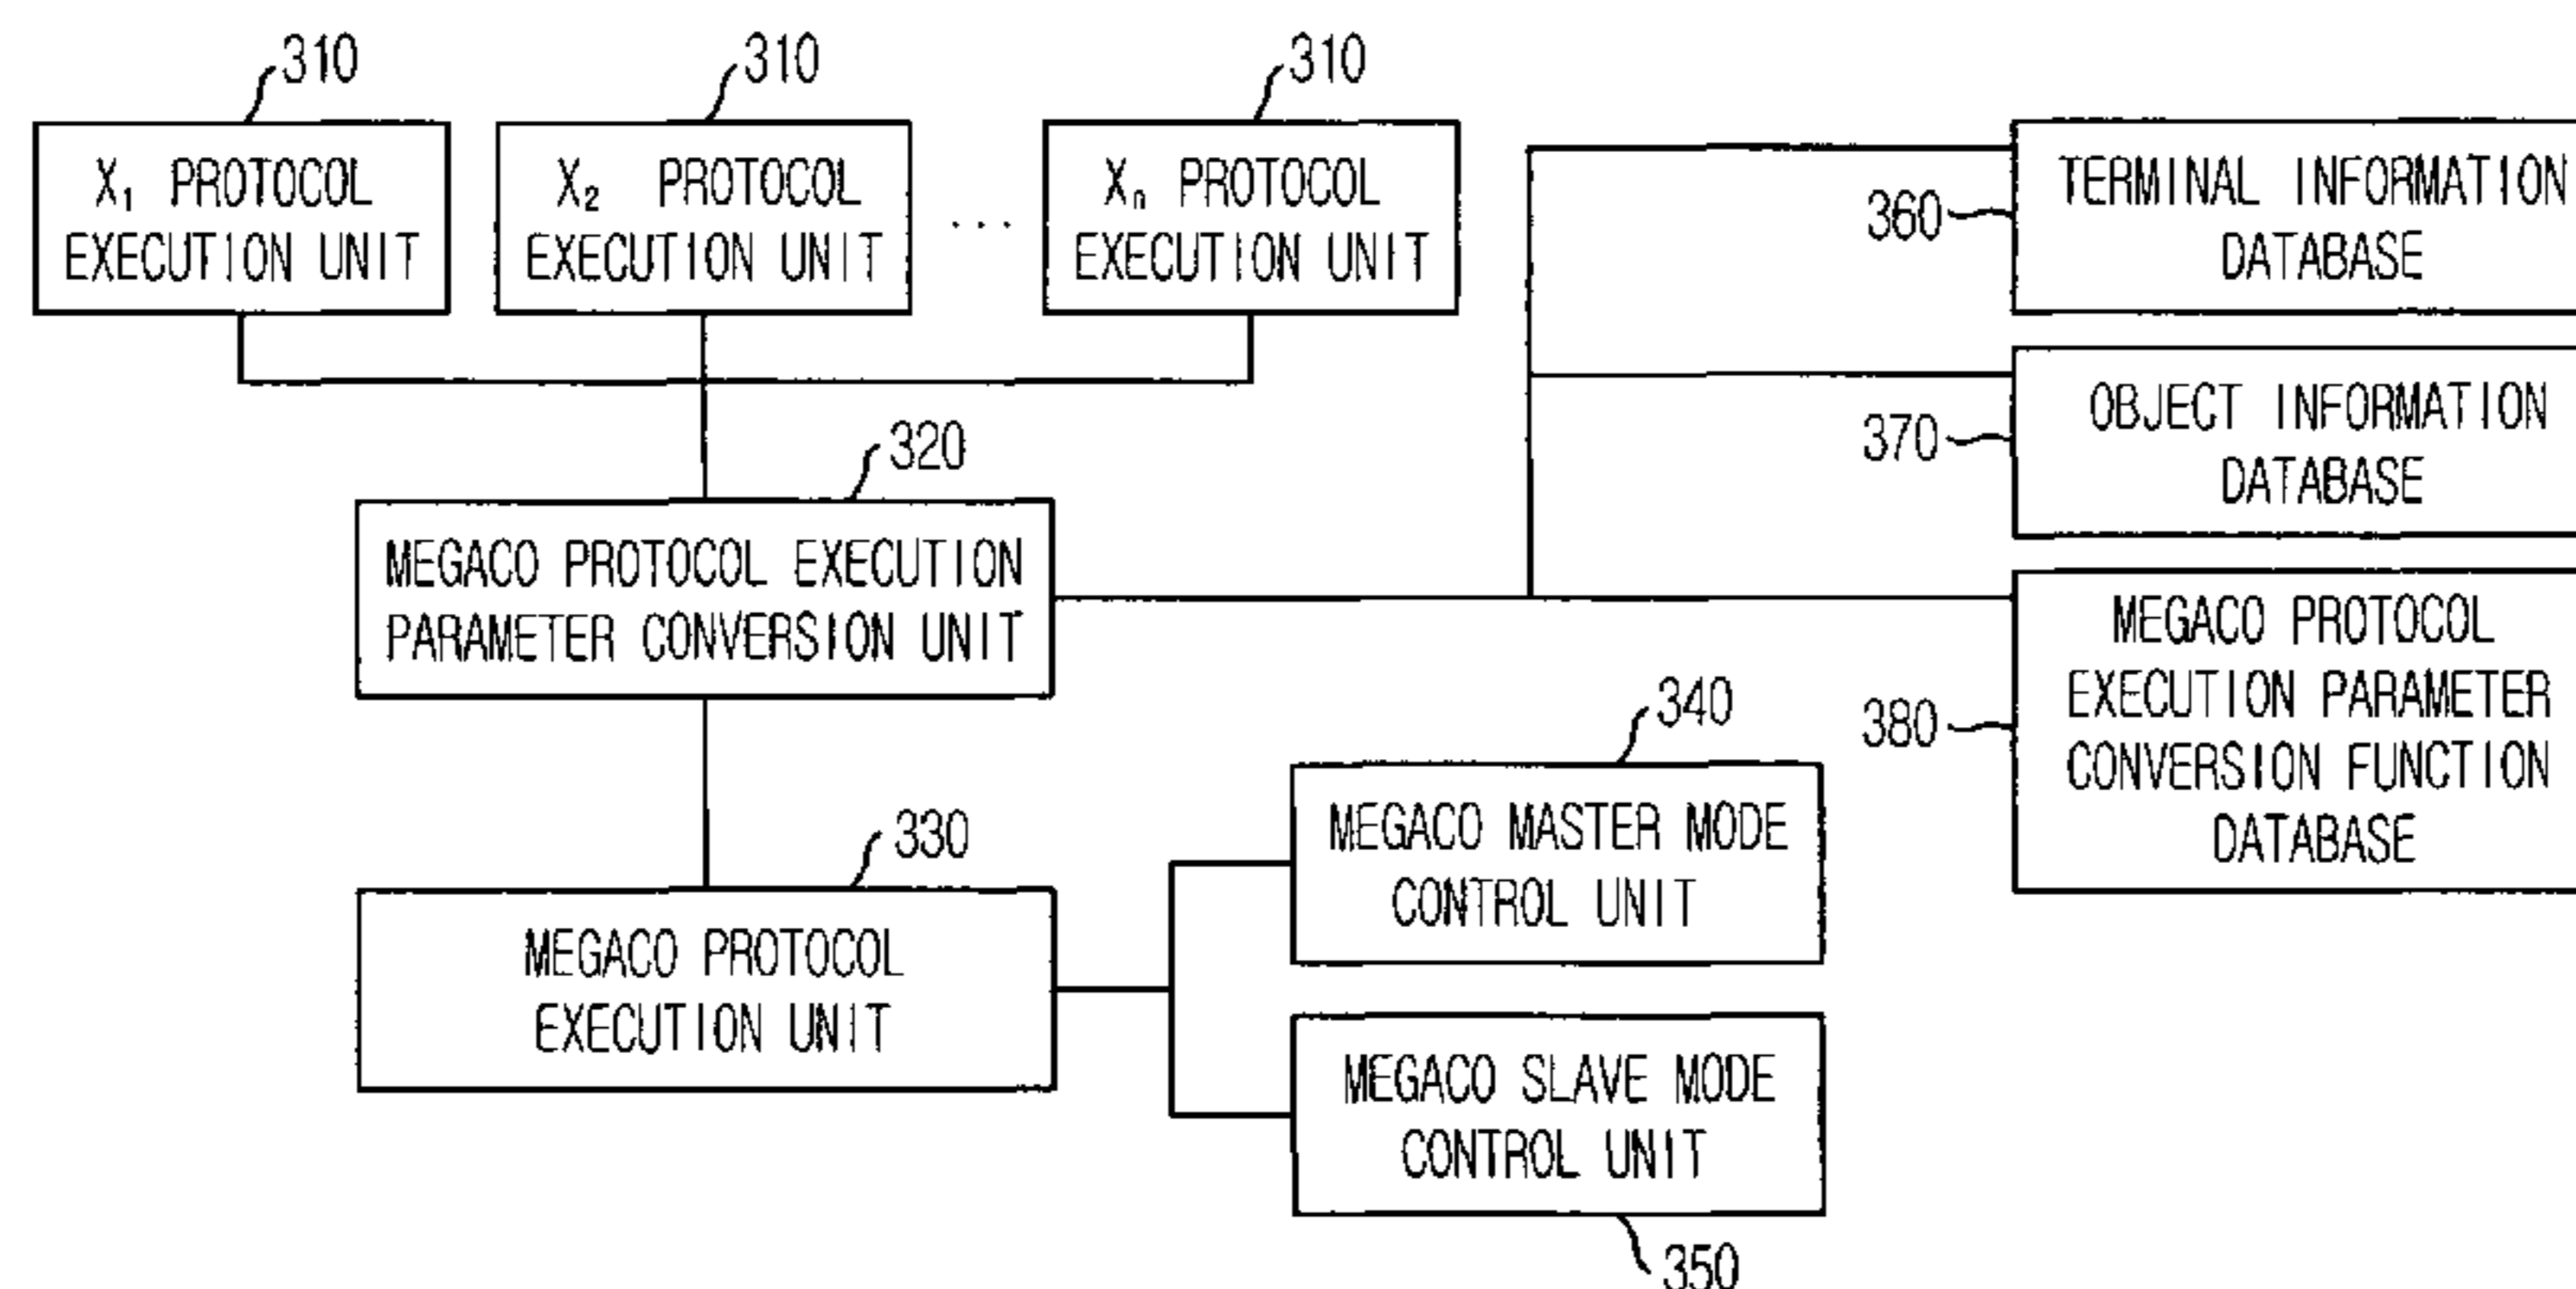 310
310
310
X₁ PROTOCOL
EXECUTION UNIT
X₂ PROTOCOL
EXECUTION UNIT
...
Xₙ PROTOCOL
EXECUTION UNIT
360
TERMINAL INFORMATION
DATABASE
370
OBJECT INFORMATION
DATABASE
320
MEGACO PROTOCOL EXECUTION
PARAMETER CONVERSION UNIT
380
MEGACO PROTOCOL
EXECUTION PARAMETER
CONVERSION FUNCTION
DATABASE
330
MEGACO PROTOCOL
EXECUTION UNIT
340
MEGACO MASTER MODE
CONTROL UNIT
MEGACO SLAVE MODE
CONTROL UNIT
350